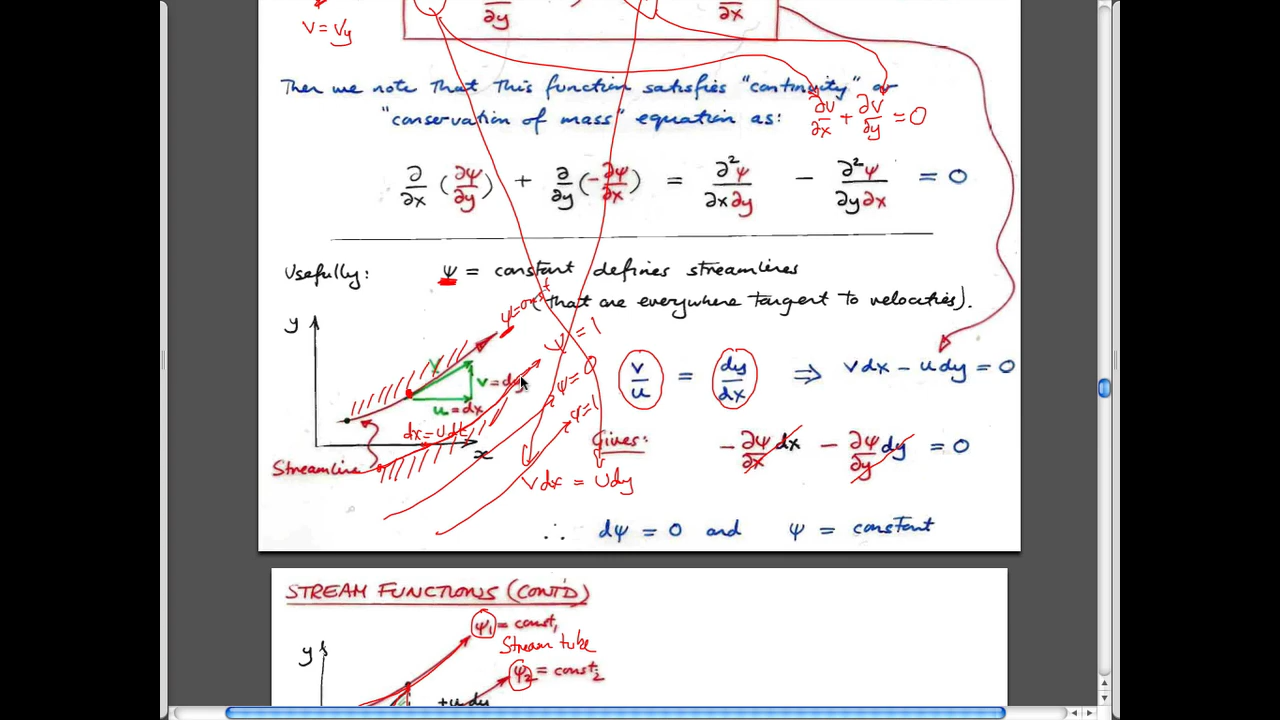 ∂y ∂x
V = Vy
Then we note that this function satisfies "continuity" or
"conservation of mass" equation as: ∂U/∂x + ∂V/∂y = 0
∂/∂x (∂ψ/∂y) + ∂/∂y (-∂ψ/∂x) = ∂²ψ/∂x∂y - ∂²ψ/∂y∂x = 0
Usefully: ψ = constant defines streamlines
(that are everywhere tangent to velocities).
y
ψ=const
ψ = 1
V
v = dy
u = dx
ψ = 0
ψ=1
v/u = dy/dx ⇒ vdx - udy = 0
dx = Udt
x
Streamline
Gives: -∂ψ/∂x dx - ∂ψ/∂y dy = 0
Vdx = Udy
∴ dψ = 0 and ψ = constant
STREAM FUNCTIONS (CONT'D)
ψ1 = const1
Stream tube
y
ψ2 = const2
+u dy